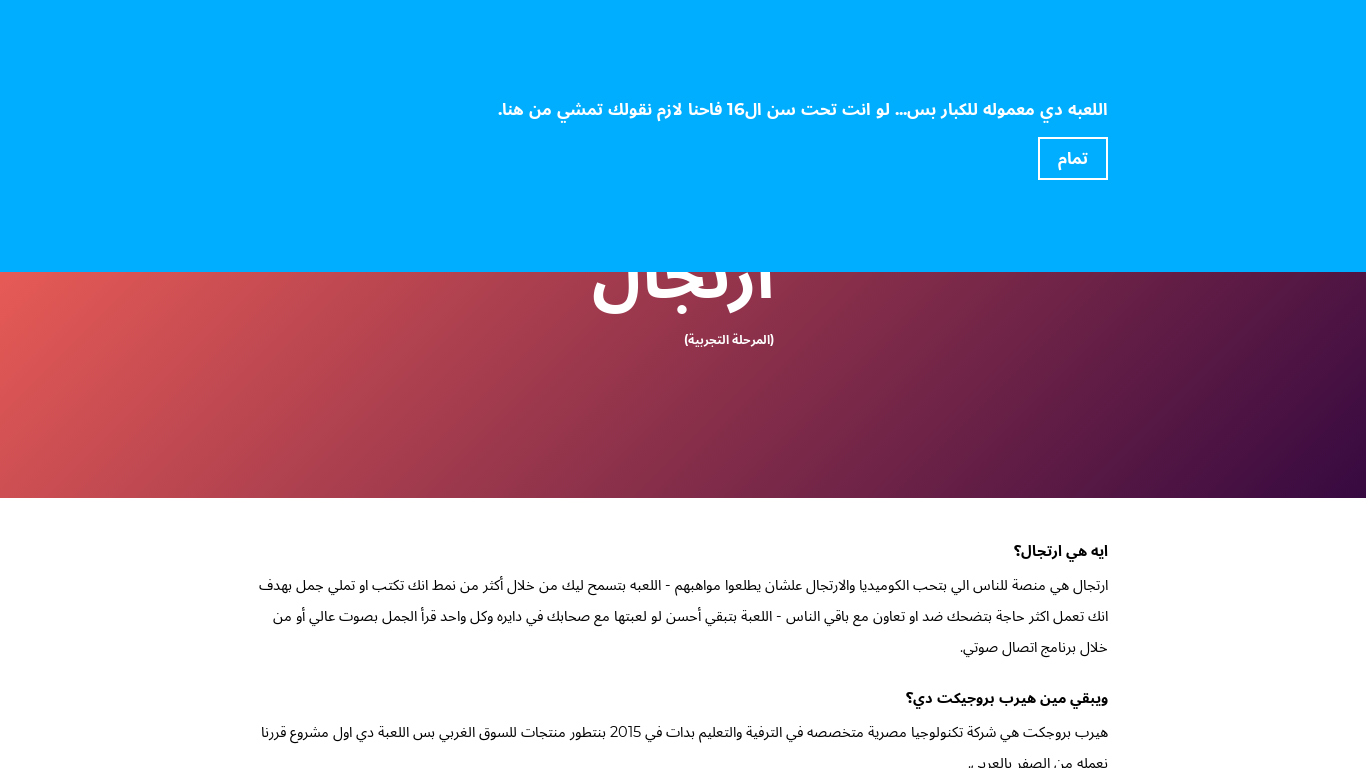 اللعبه دي معموله للكبار بس... لو انت تحت سن ال16 فاحنا لازم نقولك تمشي من هنا.
تمام
ارتجال
(المرحلة التجربية)
ايه هي ارتجال؟
ارتجال هي منصة للناس الي بتحب الكوميديا والارتجال علشان يطلعوا مواهبهم - اللعبه بتسمح ليك من خلال أكثر من نمط انك تكتب او تملي جمل بهدف
انك تعمل اكثر حاجة بتضحك ضد او تعاون مع باقي الناس - اللعبة بتبقي أحسن لو لعبتها مع صحابك في دايره وكل واحد قرأ الجمل بصوت عالي أو من
خلال برنامج اتصال صوتي.
ويبقي مين هيرب بروجيكت دي؟
هيرب بروجكت هي شركة تكنولوجيا مصرية متخصصه في الترفية والتعليم بدات في 2015 بنتطور منتجات للسوق الغربي بس اللعبة دي اول مشروع قررنا
نعمله من الصفر بالعربي.